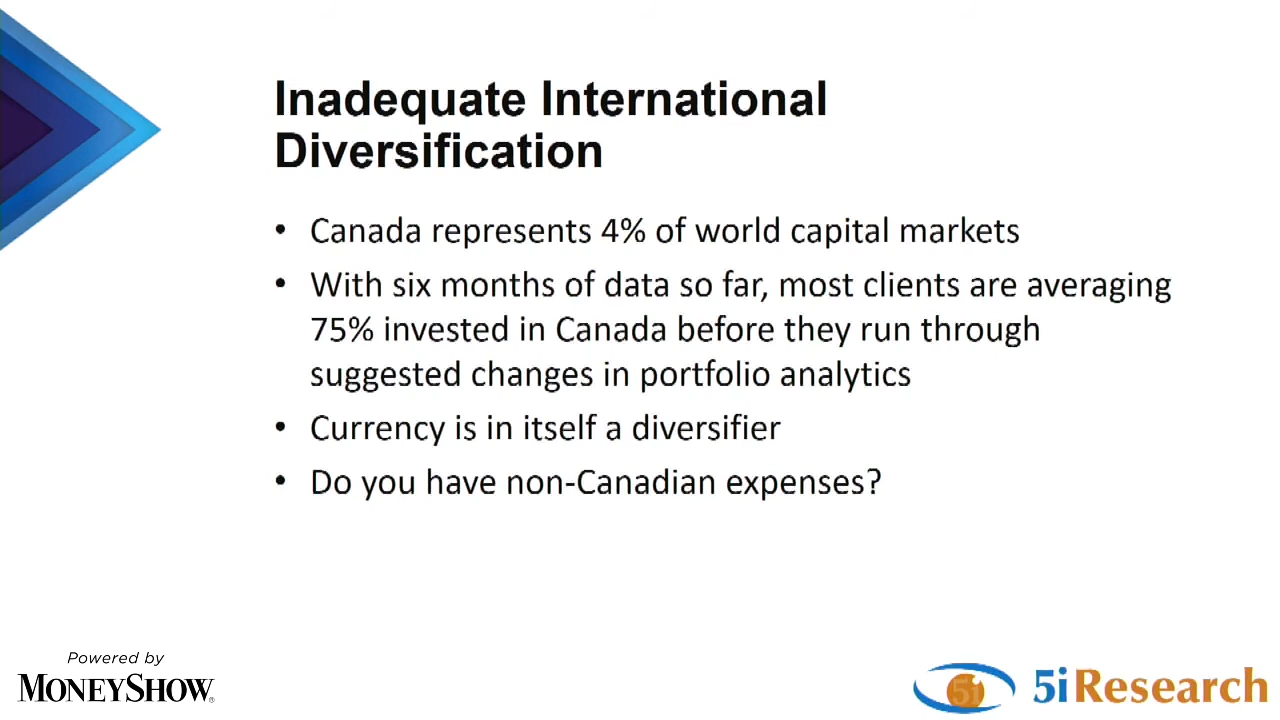 Inadequate International
Diversification
• Canada represents 4% of world capital markets
• With six months of data so far, most clients are averaging
75% invested in Canada before they run through
suggested changes in portfolio analytics
• Currency is in itself a diversifier
• Do you have non-Canadian expenses?
Powered by
MONEYSHOW®
5i 5iResearch